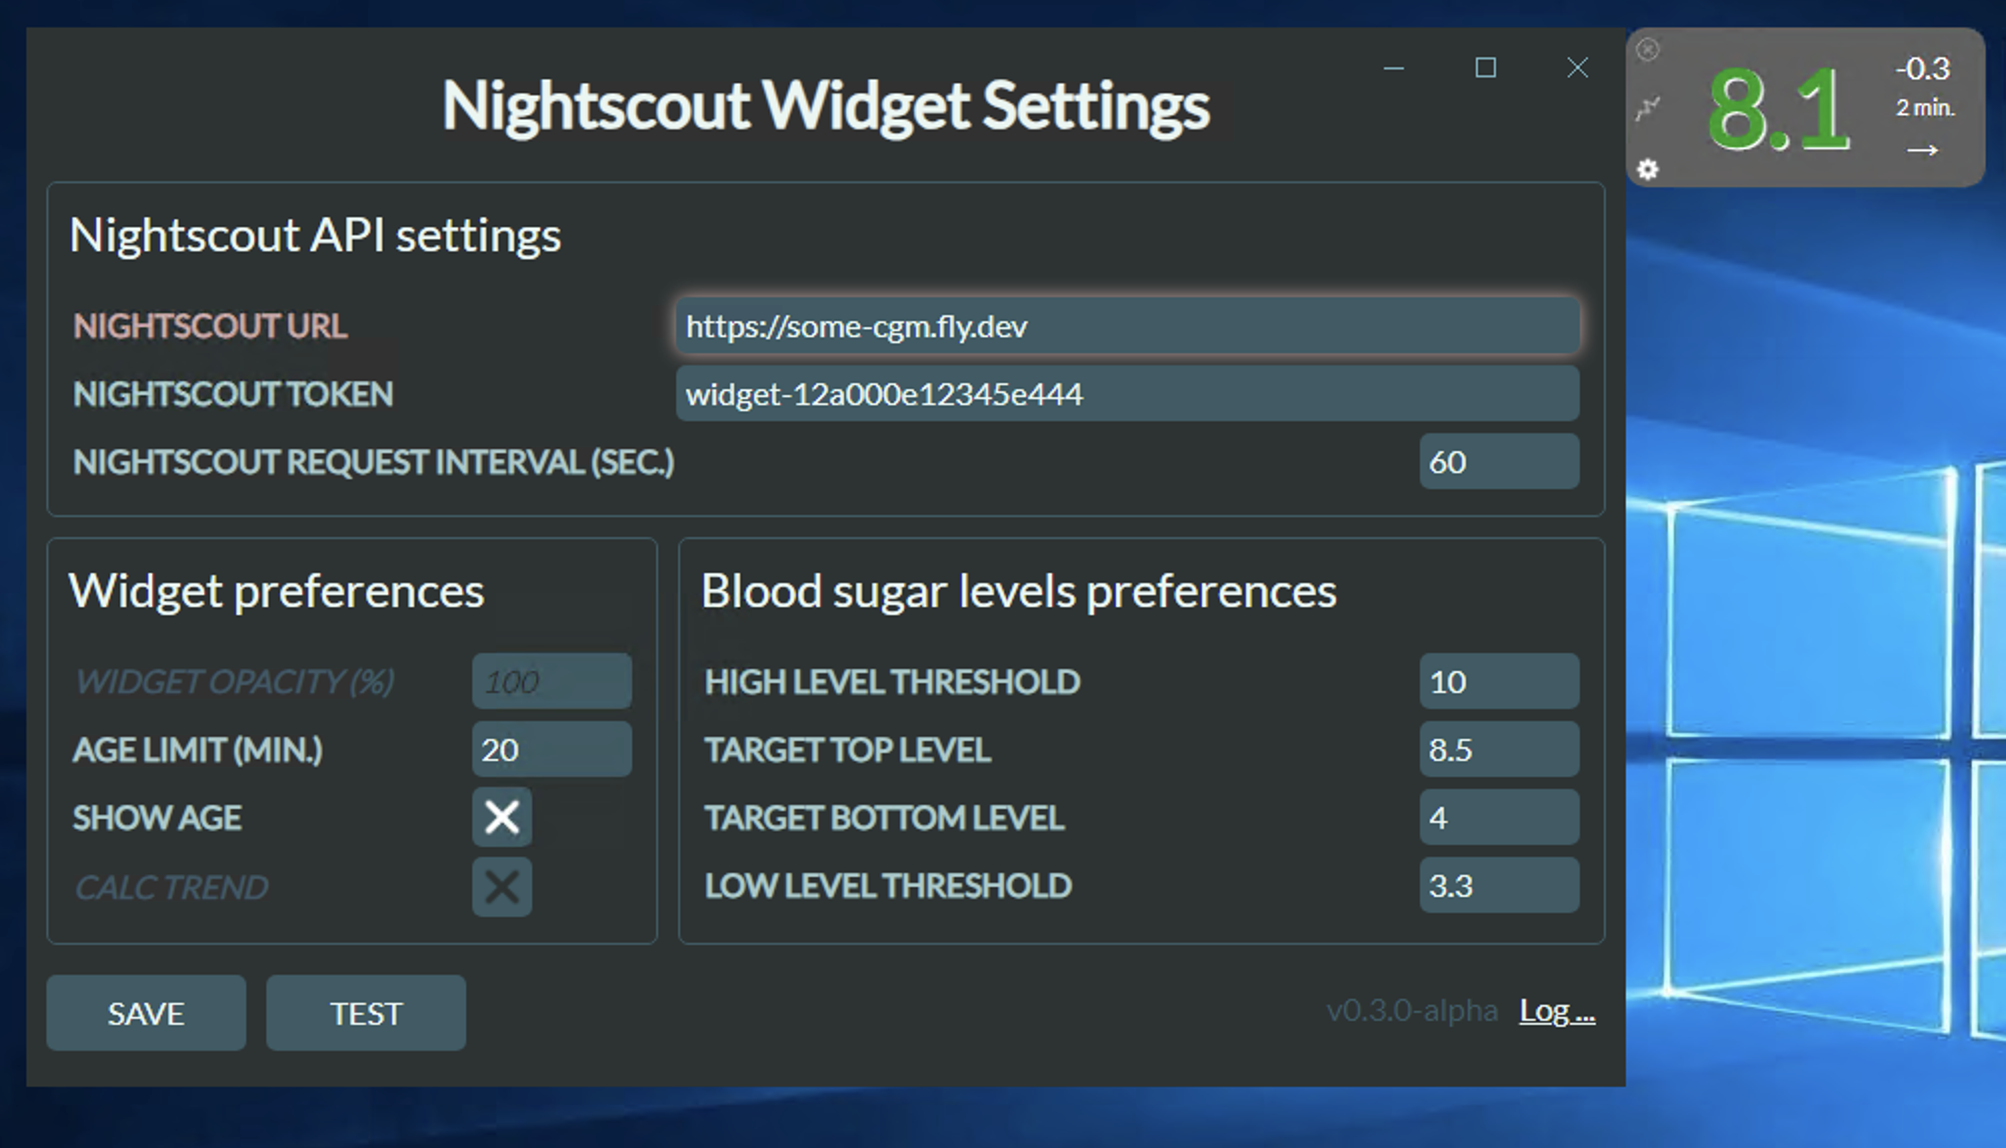 Nightscout Widget Settings
Nightscout API settings
NIGHTSCOUT URL https://some-cgm.fly.dev
NIGHTSCOUT TOKEN widget-12a000e12345e444
NIGHTSCOUT REQUEST INTERVAL (SEC.) 60
Widget preferences
WIDGET OPACITY (%) 100
AGE LIMIT (MIN.) 20
SHOW AGE
CALC TREND
Blood sugar levels preferences
HIGH LEVEL THRESHOLD 10
TARGET TOP LEVEL 8.5
TARGET BOTTOM LEVEL 4
LOW LEVEL THRESHOLD 3.3
SAVE TEST
v0.3.0-alpha Log ...
8.1
-0.3
2 min.
→